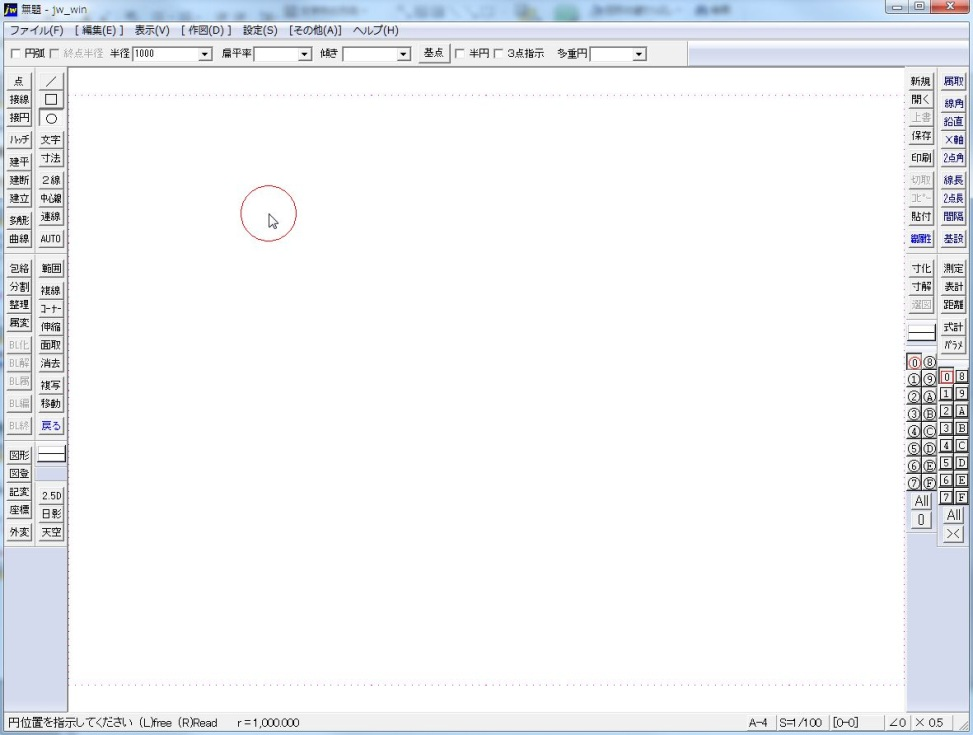 無題 - jw_win
ファイル(F) [編集(E)] 表示(V) [作図(D)] 設定(S) [その他(A)] ヘルプ(H)
円弧 終点半径 半径 1000 扁平率 傾き 基点 半円 3点指示 多重円
点 ／
接線 □
接円 ○
ﾊｯﾁ 文字
建平 寸法
建断 2線
建立 中心線
多角形 連線
曲線 AUTO
包絡 範囲
分割 複線
整理 ｺｰﾅｰ
属変 伸縮
BL化 面取
BL解 消去
BL属 複写
BL編 移動
BL終 戻る
図形
図登
記変 2.5D
座標 日影
外変 天空
新規 属取
開く 線角
上書 鉛直
保存 X軸
印刷 2点角
切取 線長
ｺﾋﾟｰ 2点長
貼付 間隔
線属性 基設
寸化 測定
寸解 表計
選図 距離
式計
ﾊﾟﾗﾒ
0 8 0 8
1 9 1 9
2 A 2 A
3 B 3 B
4 C 4 C
5 D 5 D
6 E 6 E
7 F 7 F
All All
0 ><
円位置を指示してください (L)free (R)Read r=1,000.000
A-4 S=1/100 [0-0] ∠0 × 0.5